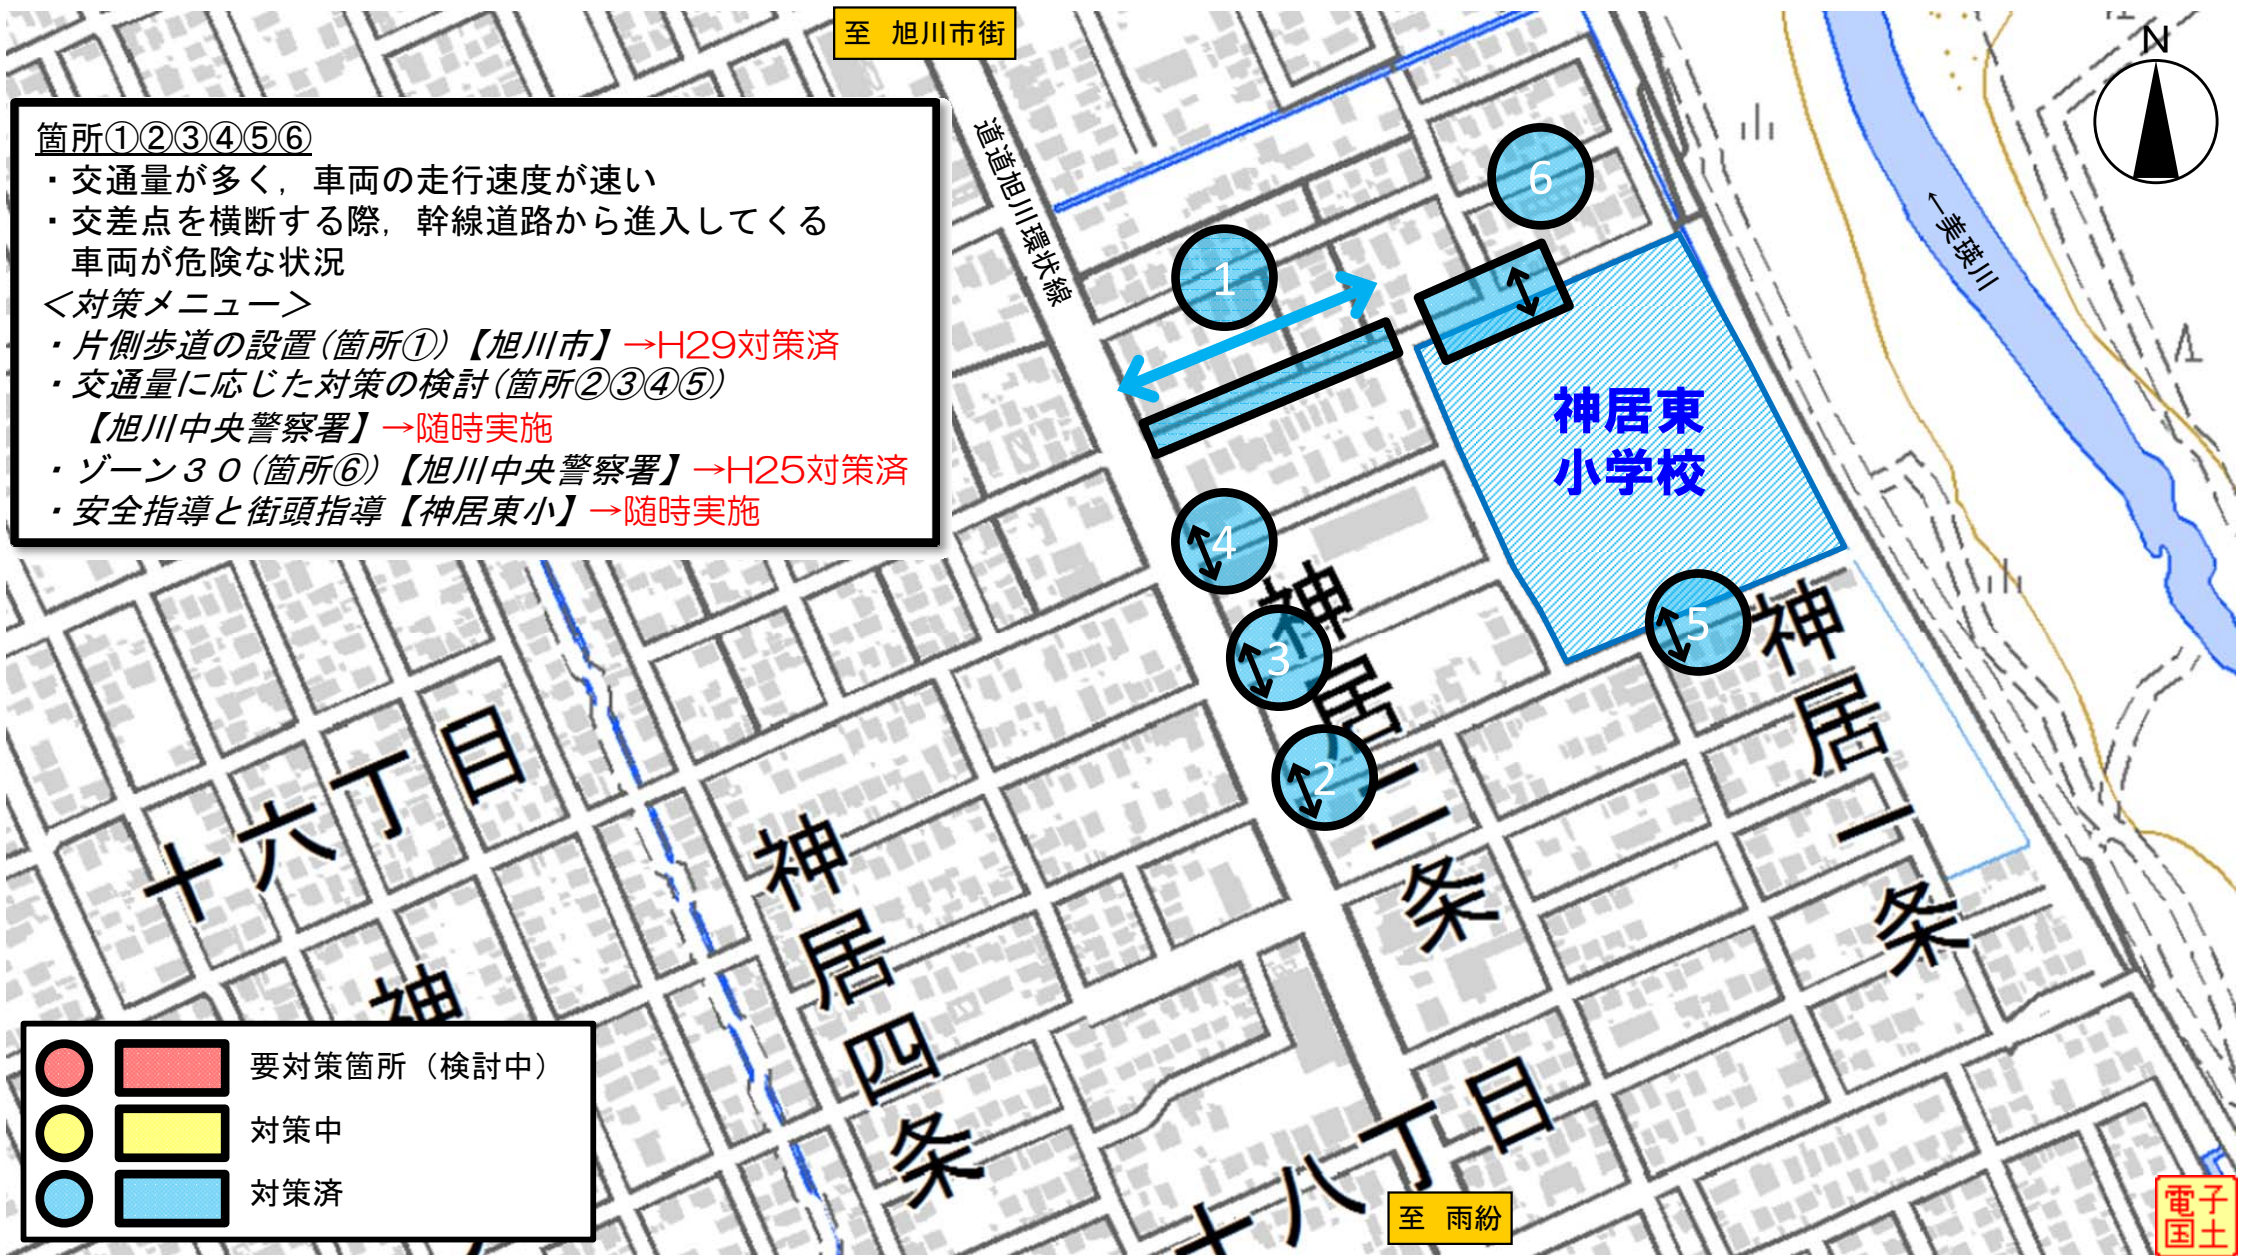 至 旭川市街
N
箇所①②③④⑤⑥
・交通量が多く，車両の走行速度が速い
・交差点を横断する際，幹線道路から進入してくる
車両が危険な状況
＜対策メニュー＞
・片側歩道の設置(箇所①)【旭川市】→H29対策済
・交通量に応じた対策の検討(箇所②③④⑤)
【旭川中央警察署】→随時実施
・ゾーン３０(箇所⑥)【旭川中央警察署】→H25対策済
・安全指導と街頭指導【神居東小】→随時実施
道道旭川環状線
←美瑛川
6
1
神居東
小学校
4
3
2
5
神居二条
神居一条
十六丁目
神居四条
神
十八丁目
要対策箇所（検討中）
対策中
対策済
至 雨紛
電子
国土